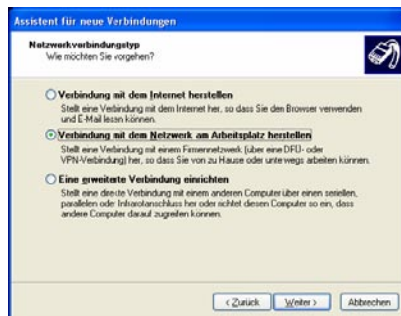 Assistent für neue Verbindungen
Netzwerkverbindungstyp
Wie möchten Sie vorgehen?
Verbindung mit dem Internet herstellen
Stellt eine Verbindung mit dem Internet her, so dass Sie den Browser verwenden
und E-Mail lesen können.
Verbindung mit dem Netzwerk am Arbeitsplatz herstellen
Stellt eine Verbindung mit einem Firmennetzwerk (über eine DFÜ- oder
VPN-Verbindung) her, so dass Sie von zu Hause oder unterwegs arbeiten können.
Eine erweiterte Verbindung einrichten
Stellt eine direkte Verbindung mit einem anderen Computer über einen seriellen,
parallelen oder Infrarotanschluss her oder richtet diesen Computer so ein, dass
andere Computer darauf zugreifen können.
< Zurück Weiter > Abbrechen